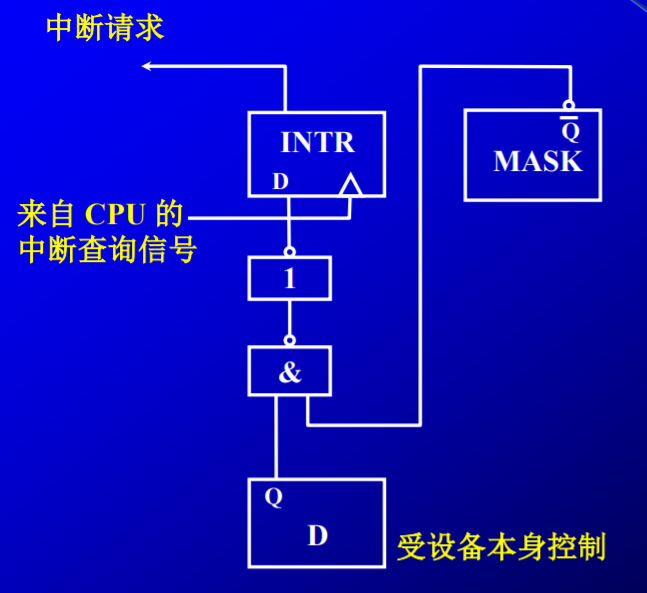 中断请求
INTR
D
Q̅
MASK
来自 CPU 的
中断查询信号
1
&
Q
D
受设备本身控制